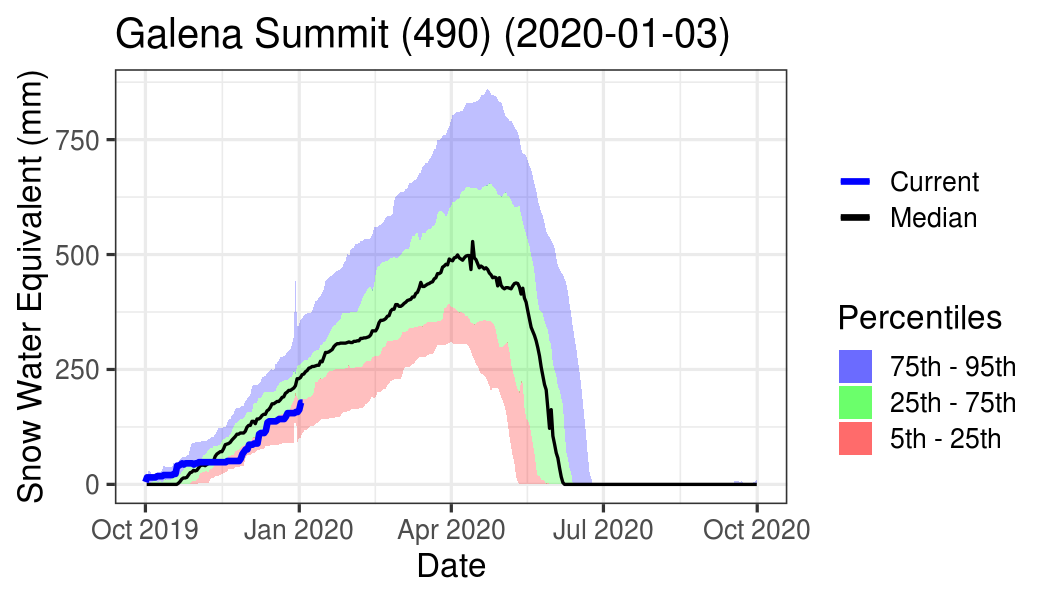 Galena Summit (490) (2020-01-03)
Snow Water Equivalent (mm)
750
500
250
0
Oct 2019
Jan 2020
Apr 2020
Jul 2020
Oct 2020
Date
Current
Median
Percentiles
75th - 95th
25th - 75th
5th - 25th